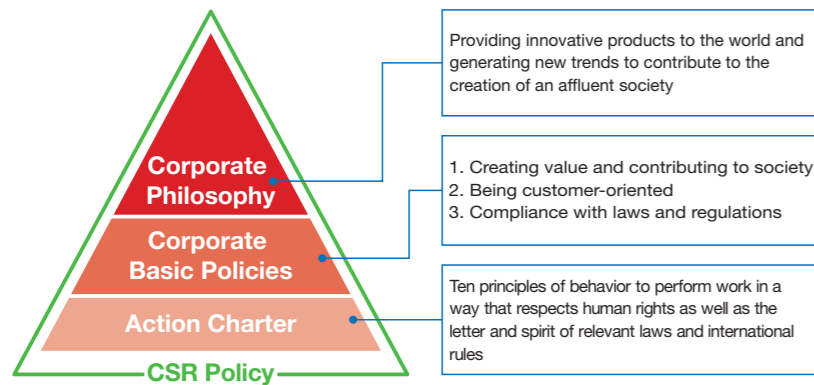 Corporate
Philosophy
Providing innovative products to the world and
generating new trends to contribute to the
creation of an affluent society
Corporate
Basic Policies
1. Creating value and contributing to society
2. Being customer-oriented
3. Compliance with laws and regulations
Action Charter
Ten principles of behavior to perform work in a
way that respects human rights as well as the
letter and spirit of relevant laws and international
rules
CSR Policy